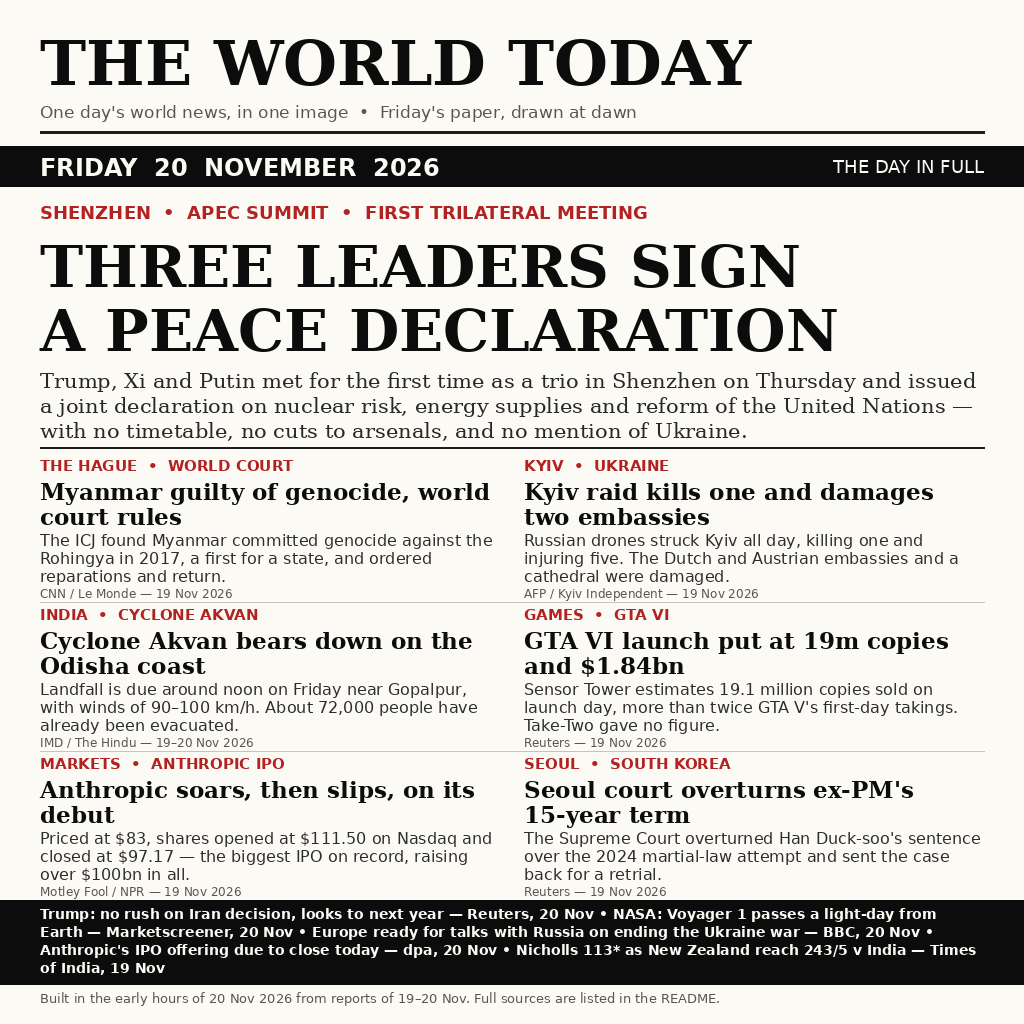 THE WORLD TODAY
One day's world news, in one image • Friday's paper, drawn at dawn
FRIDAY 20 NOVEMBER 2026
THE DAY IN FULL
SHENZHEN • APEC SUMMIT • FIRST TRILATERAL MEETING
THREE LEADERS SIGN
A PEACE DECLARATION
Trump, Xi and Putin met for the first time as a trio in Shenzhen on Thursday and issued
a joint declaration on nuclear risk, energy supplies and reform of the United Nations —
with no timetable, no cuts to arsenals, and no mention of Ukraine.
THE HAGUE • WORLD COURT
Myanmar guilty of genocide, world
court rules
The ICJ found Myanmar committed genocide against the
Rohingya in 2017, a first for a state, and ordered
reparations and return.
CNN / Le Monde — 19 Nov 2026
KYIV • UKRAINE
Kyiv raid kills one and damages
two embassies
Russian drones struck Kyiv all day, killing one and
injuring five. The Dutch and Austrian embassies and a
cathedral were damaged.
AFP / Kyiv Independent — 19 Nov 2026
INDIA • CYCLONE AKVAN
Cyclone Akvan bears down on the
Odisha coast
Landfall is due around noon on Friday near Gopalpur,
with winds of 90–100 km/h. About 72,000 people have
already been evacuated.
IMD / The Hindu — 19–20 Nov 2026
GAMES • GTA VI
GTA VI launch put at 19m copies
and $1.84bn
Sensor Tower estimates 19.1 million copies sold on
launch day, more than twice GTA V's first-day takings.
Take-Two gave no figure.
Reuters — 19 Nov 2026
MARKETS • ANTHROPIC IPO
Anthropic soars, then slips, on its
debut
Priced at $83, shares opened at $111.50 on Nasdaq and
closed at $97.17 — the biggest IPO on record, raising
over $100bn in all.
Motley Fool / NPR — 19 Nov 2026
SEOUL • SOUTH KOREA
Seoul court overturns ex-PM's
15-year term
The Supreme Court overturned Han Duck-soo's sentence
over the 2024 martial-law attempt and sent the case
back for a retrial.
Reuters — 19 Nov 2026
Trump: no rush on Iran decision, looks to next year — Reuters, 20 Nov • NASA: Voyager 1 passes a light-day from
Earth — Marketscreener, 20 Nov • Europe ready for talks with Russia on ending the Ukraine war — BBC, 20 Nov •
Anthropic's IPO offering due to close today — dpa, 20 Nov • Nicholls 113* as New Zealand reach 243/5 v India — Times
of India, 19 Nov
Built in the early hours of 20 Nov 2026 from reports of 19–20 Nov. Full sources are listed in the README.